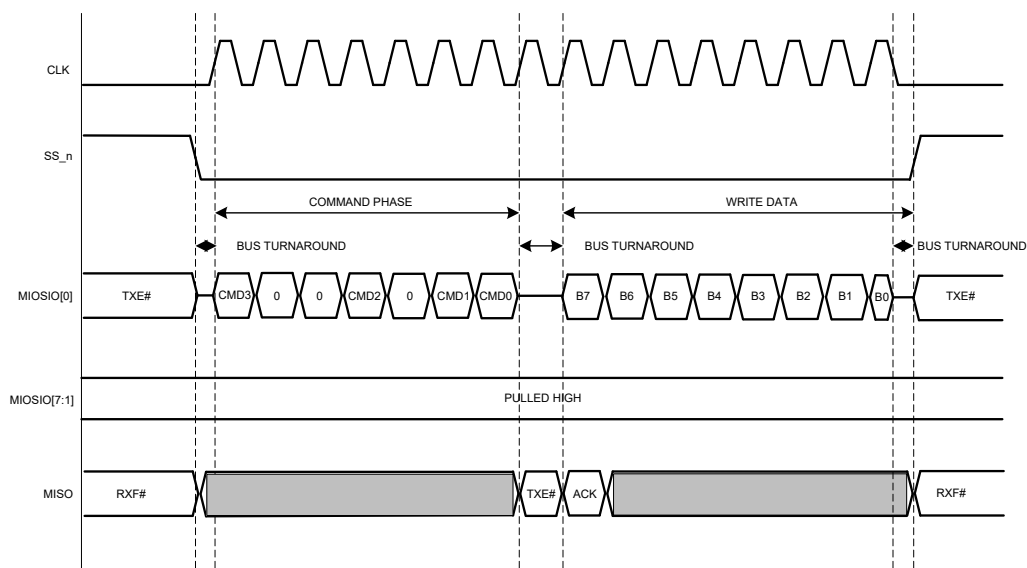 CLK
SS_n
COMMAND PHASE WRITE DATA
BUS TURNAROUND BUS TURNAROUND BUS TURNAROUND
MIOSIO[0] TXE# CMD3 0 0 CMD2 0 CMD1 CMD0 B7 B6 B5 B4 B3 B2 B1 B0 TXE#
MIOSIO[7:1] PULLED HIGH
MISO RXF# TXE# ACK RXF#